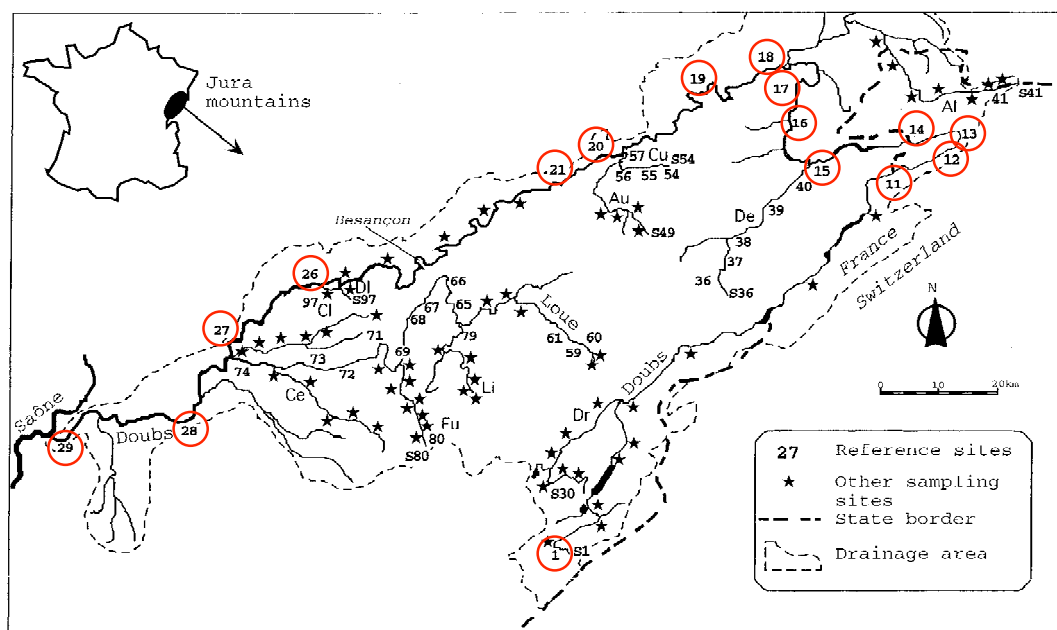 Jura
mountains
18
19
17
16
20
57 Cu S54
56 55 54
21
Au
S49
15
40
De
39
38
37
36
S36
14
13
12
11
Al
41
S41
France
Switzerland
N
0 10 20km
Besançon
26
Dl
97
S97
Cl
66
67
65
68
79
Loue
61
60
59
27
71
73
72
74
69
Ce
Li
Fu
80
S80
Doubs
Dr
S30
1
S1
Saône
Doubs
28
29
27 Reference sites
Other sampling
sites
State border
Drainage area